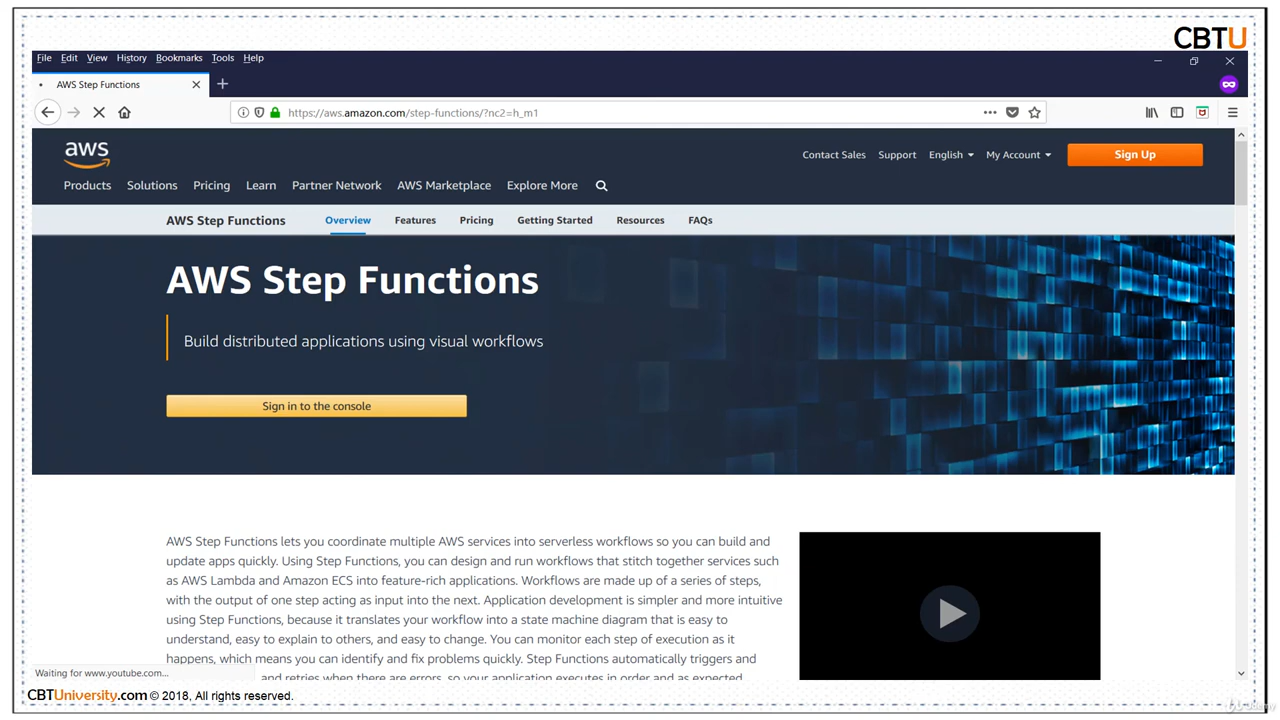 CBTU
File Edit View History Bookmarks Tools Help
AWS Step Functions
https://aws.amazon.com/step-functions/?nc2=h_m1
aws
Contact Sales Support English My Account Sign Up
Products Solutions Pricing Learn Partner Network AWS Marketplace Explore More
AWS Step Functions Overview Features Pricing Getting Started Resources FAQs
AWS Step Functions
Build distributed applications using visual workflows
Sign in to the console
AWS Step Functions lets you coordinate multiple AWS services into serverless workflows so you can build and
update apps quickly. Using Step Functions, you can design and run workflows that stitch together services such
as AWS Lambda and Amazon ECS into feature-rich applications. Workflows are made up of a series of steps,
with the output of one step acting as input into the next. Application development is simpler and more intuitive
using Step Functions, because it translates your workflow into a state machine diagram that is easy to
understand, easy to explain to others, and easy to change. You can monitor each step of execution as it
happens, which means you can identify and fix problems quickly. Step Functions automatically triggers and
Waiting for www.youtube.com...
and retries when there are errors, so your application executes in order and as expected
CBTUniversity.com © 2018, All rights reserved.
Udemy